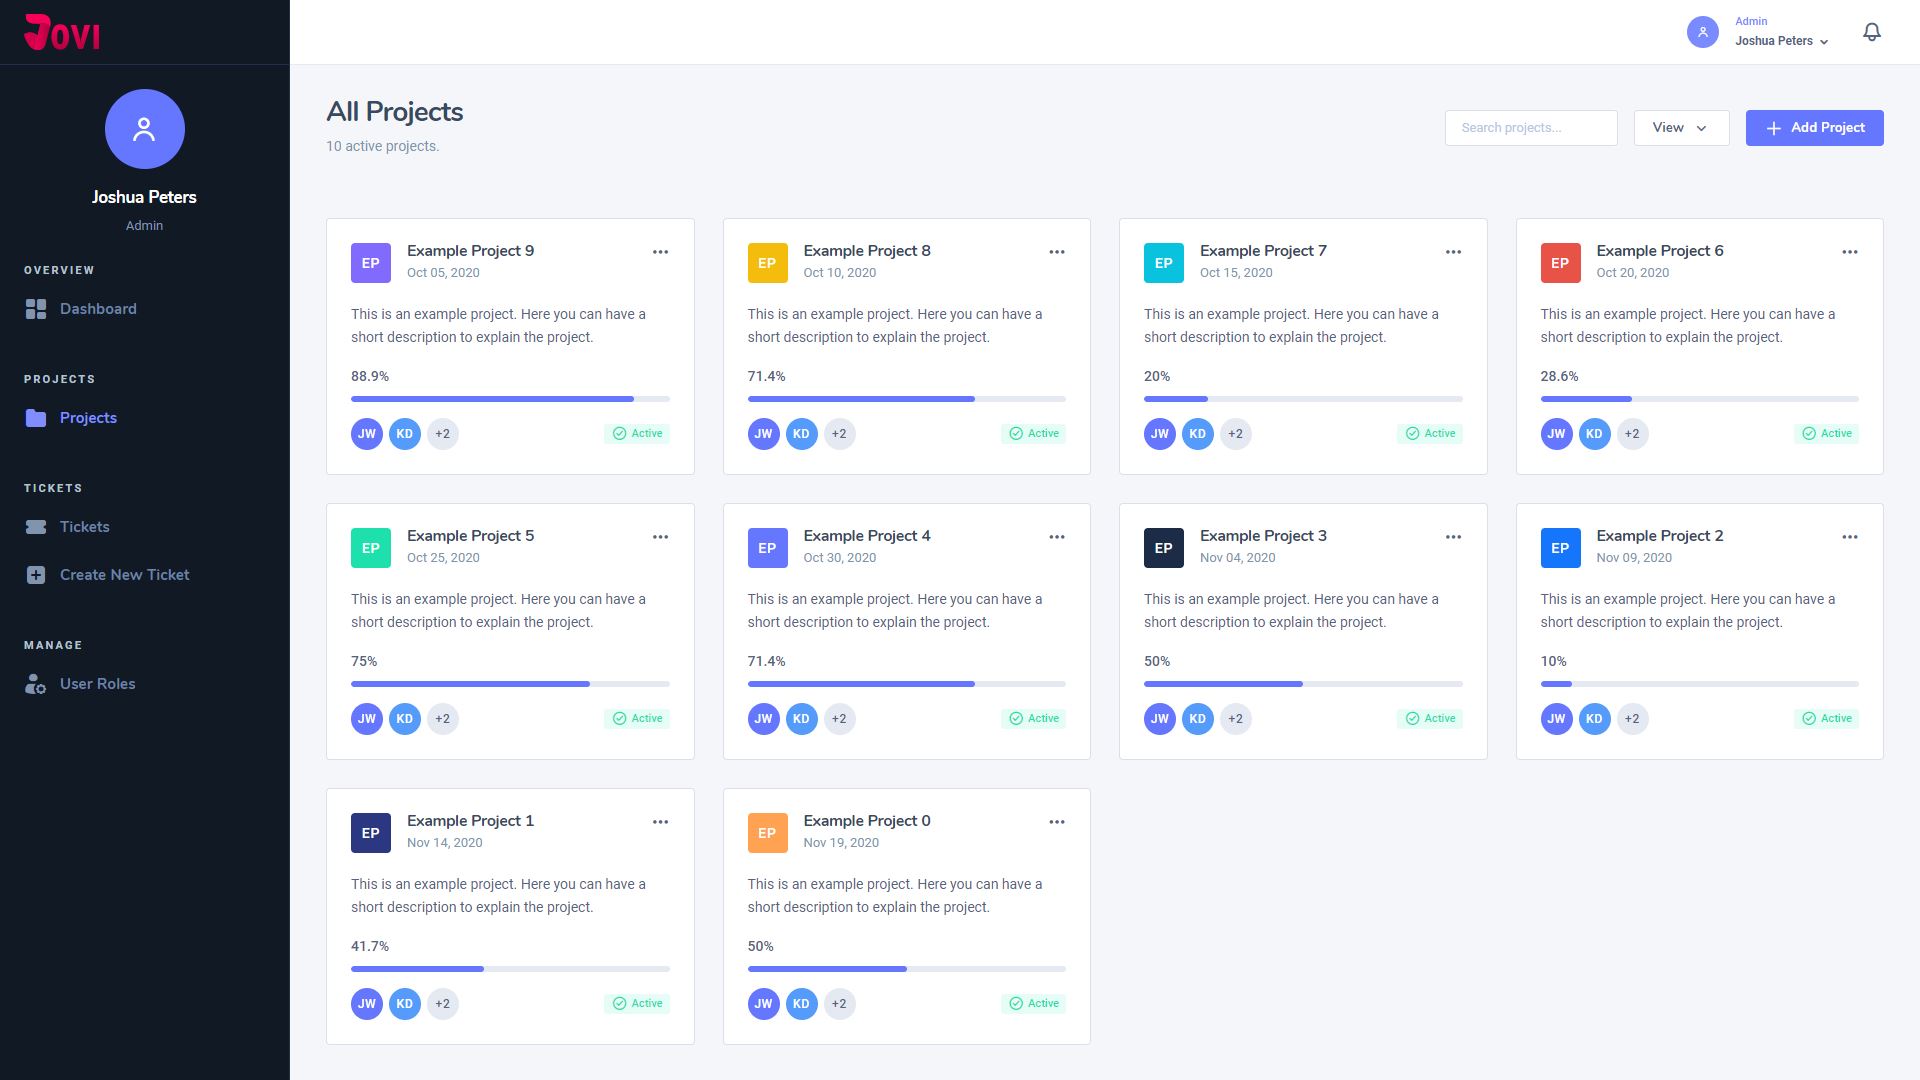 Jovi
Admin
Joshua Peters
Joshua Peters
Admin
OVERVIEW
Dashboard
PROJECTS
Projects
TICKETS
Tickets
Create New Ticket
MANAGE
User Roles
All Projects
10 active projects.
Search projects...
View
Add Project
EP
Example Project 9
Oct 05, 2020
This is an example project. Here you can have a
short description to explain the project.
88.9%
JW KD +2
Active
EP
Example Project 8
Oct 10, 2020
This is an example project. Here you can have a
short description to explain the project.
71.4%
JW KD +2
Active
EP
Example Project 7
Oct 15, 2020
This is an example project. Here you can have a
short description to explain the project.
20%
JW KD +2
Active
EP
Example Project 6
Oct 20, 2020
This is an example project. Here you can have a
short description to explain the project.
28.6%
JW KD +2
Active
EP
Example Project 5
Oct 25, 2020
This is an example project. Here you can have a
short description to explain the project.
75%
JW KD +2
Active
EP
Example Project 4
Oct 30, 2020
This is an example project. Here you can have a
short description to explain the project.
71.4%
JW KD +2
Active
EP
Example Project 3
Nov 04, 2020
This is an example project. Here you can have a
short description to explain the project.
50%
JW KD +2
Active
EP
Example Project 2
Nov 09, 2020
This is an example project. Here you can have a
short description to explain the project.
10%
JW KD +2
Active
EP
Example Project 1
Nov 14, 2020
This is an example project. Here you can have a
short description to explain the project.
41.7%
JW KD +2
Active
EP
Example Project 0
Nov 19, 2020
This is an example project. Here you can have a
short description to explain the project.
50%
JW KD +2
Active